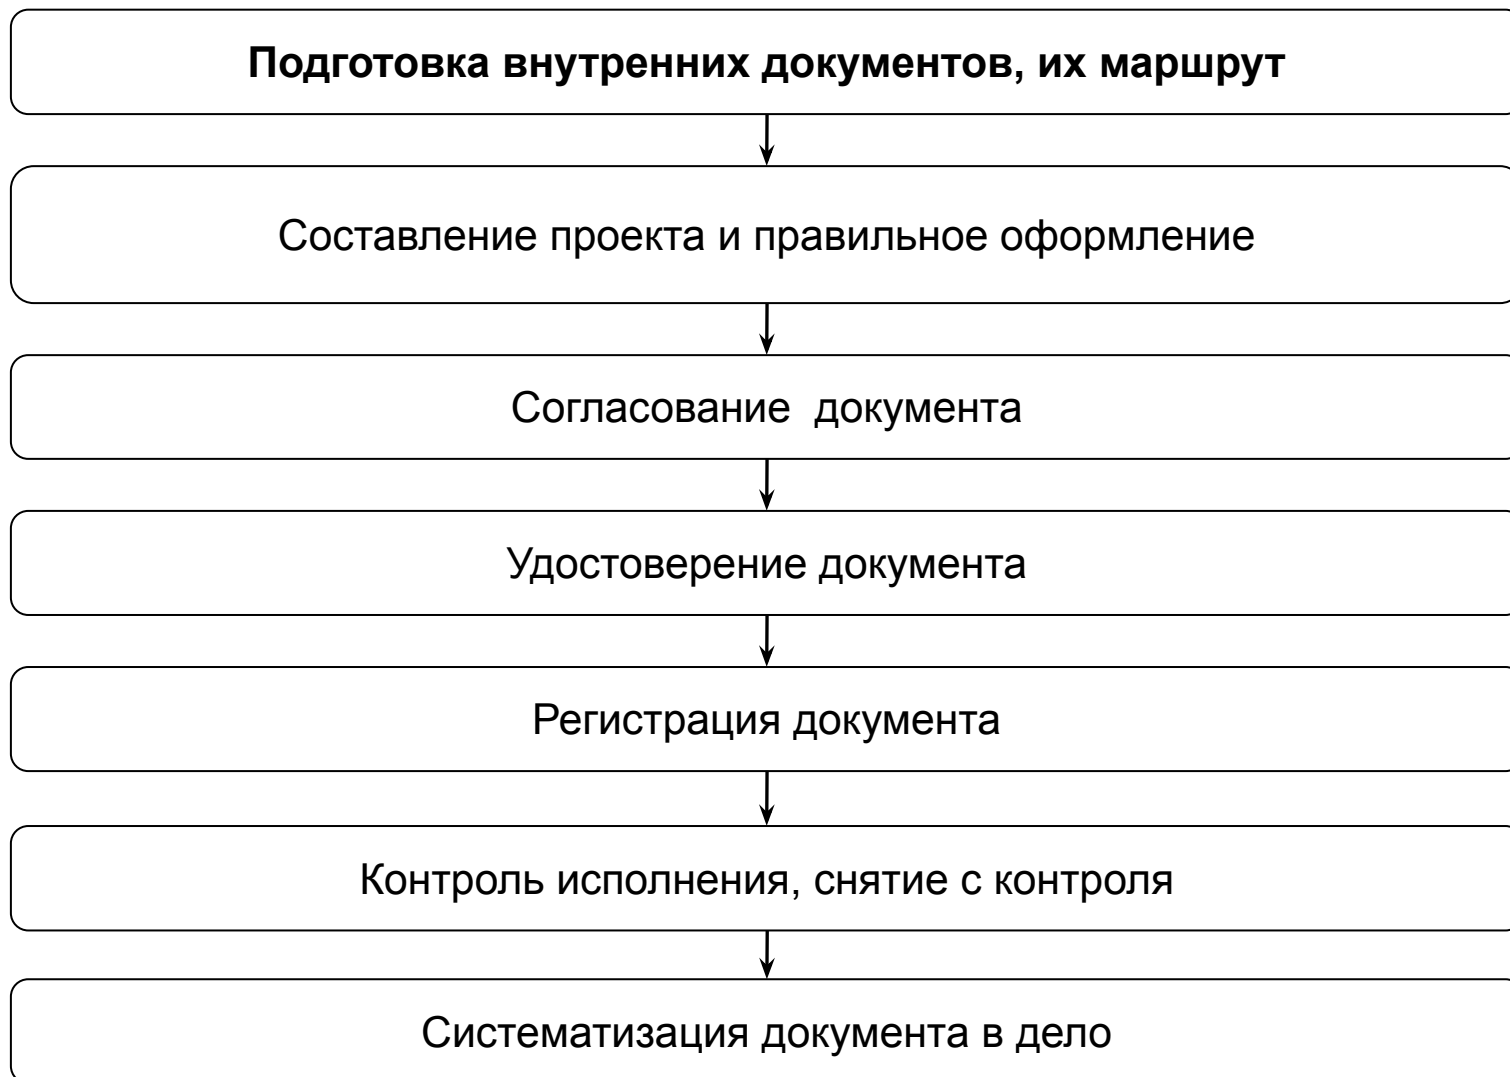 Подготовка внутренних документов, их маршрут
Составление проекта и правильное оформление
Согласование документа
Удостоверение документа
Регистрация документа
Контроль исполнения, снятие с контроля
Систематизация документа в дело